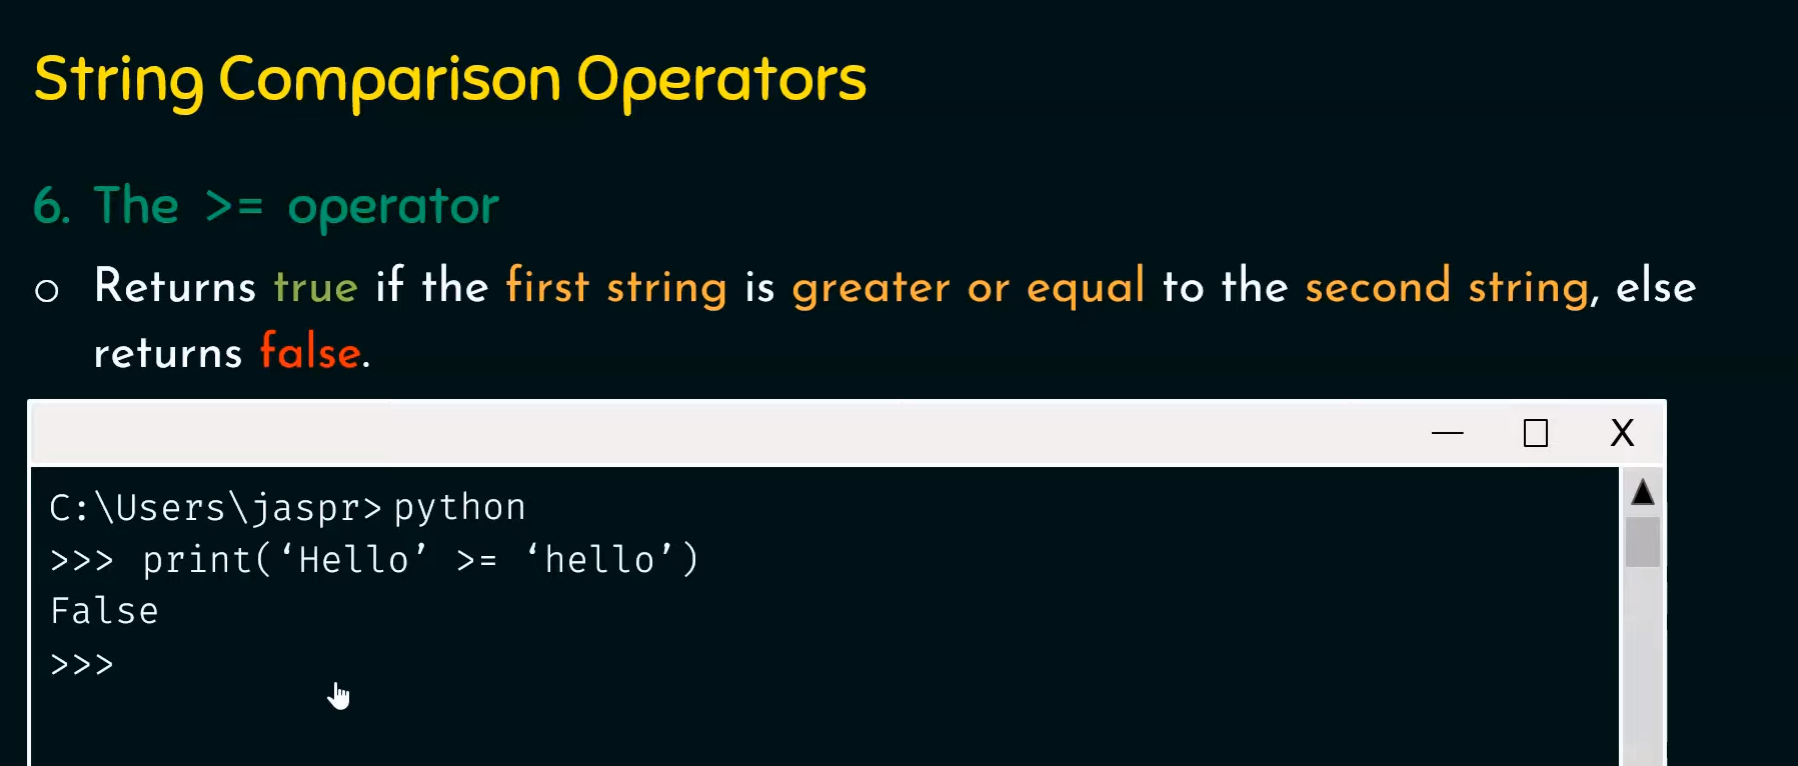 String Comparison Operators
6. The >= operator
○ Returns true if the first string is greater or equal to the second string, else
returns false.
— □ X
C:\Users\jaspr> python
>>> print(‘Hello’ >= ‘hello’)
False
>>>